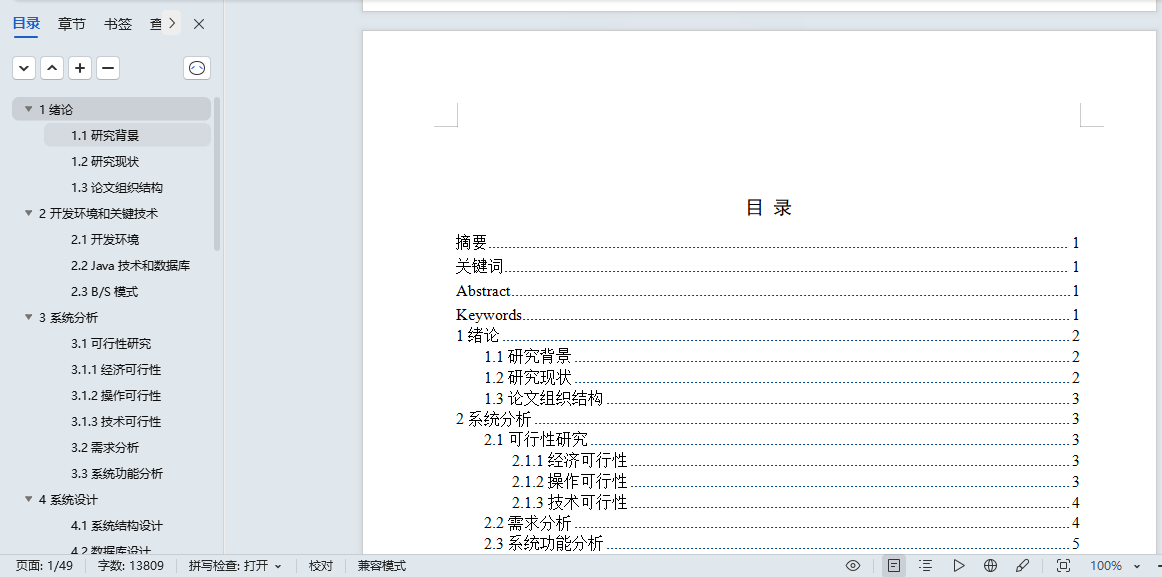 目录 章节 书签 查
1 绪论
1.1 研究背景
1.2 研究现状
1.3 论文组织结构
2 开发环境和关键技术
2.1 开发环境
2.2 Java 技术和数据库
2.3 B/S 模式
3 系统分析
3.1 可行性研究
3.1.1 经济可行性
3.1.2 操作可行性
3.1.3 技术可行性
3.2 需求分析
3.3 系统功能分析
4 系统设计
4.1 系统结构设计
4.2 数据库设计
目 录
摘要 1
关键词 1
Abstract 1
Keywords 1
1 绪论 2
1.1 研究背景 2
1.2 研究现状 2
1.3 论文组织结构 3
2 系统分析 3
2.1 可行性研究 3
2.1.1 经济可行性 3
2.1.2 操作可行性 3
2.1.3 技术可行性 4
2.2 需求分析 4
2.3 系统功能分析 5
页面: 1/49 字数: 13809 拼写检查: 打开 校对 兼容模式 100%